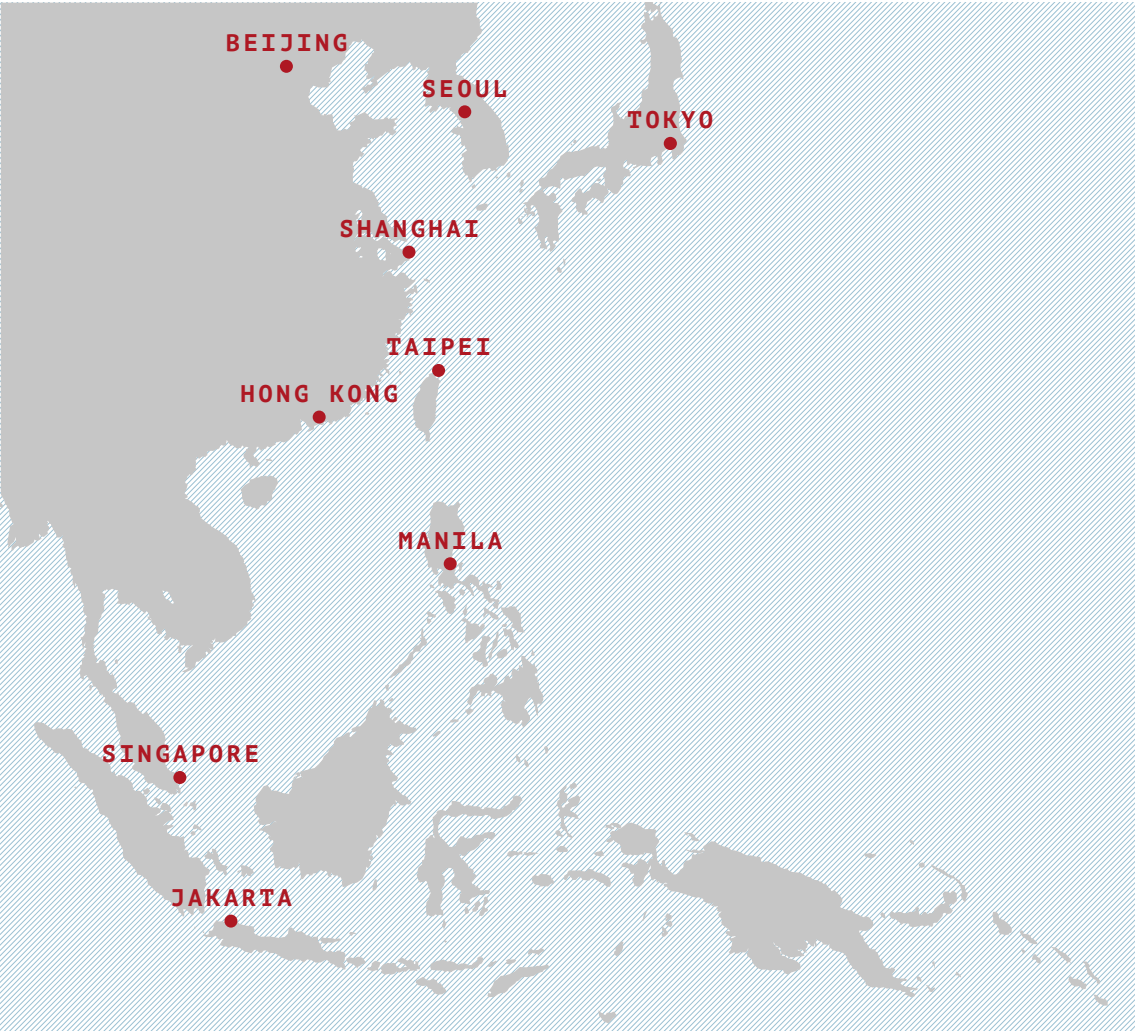 BEIJING
SEOUL
TOKYO
SHANGHAI
TAIPEI
HONG KONG
MANILA
SINGAPORE
JAKARTA